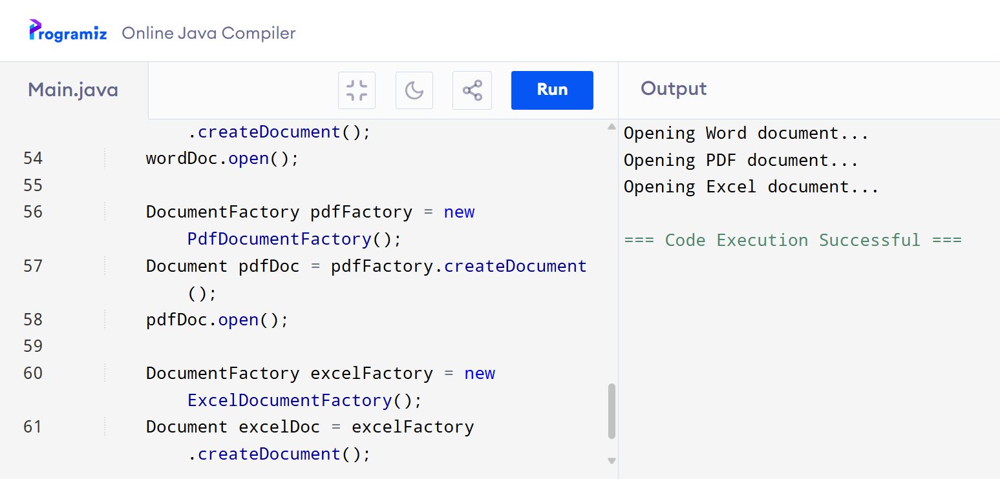 Programiz Online Java Compiler
Main.java
Run
Output
.createDocument();
54 wordDoc.open();
55
56 DocumentFactory pdfFactory = new
PdfDocumentFactory();
57 Document pdfDoc = pdfFactory.createDocument
();
58 pdfDoc.open();
59
60 DocumentFactory excelFactory = new
ExcelDocumentFactory();
61 Document excelDoc = excelFactory
.createDocument();
Opening Word document...
Opening PDF document...
Opening Excel document...
=== Code Execution Successful ===